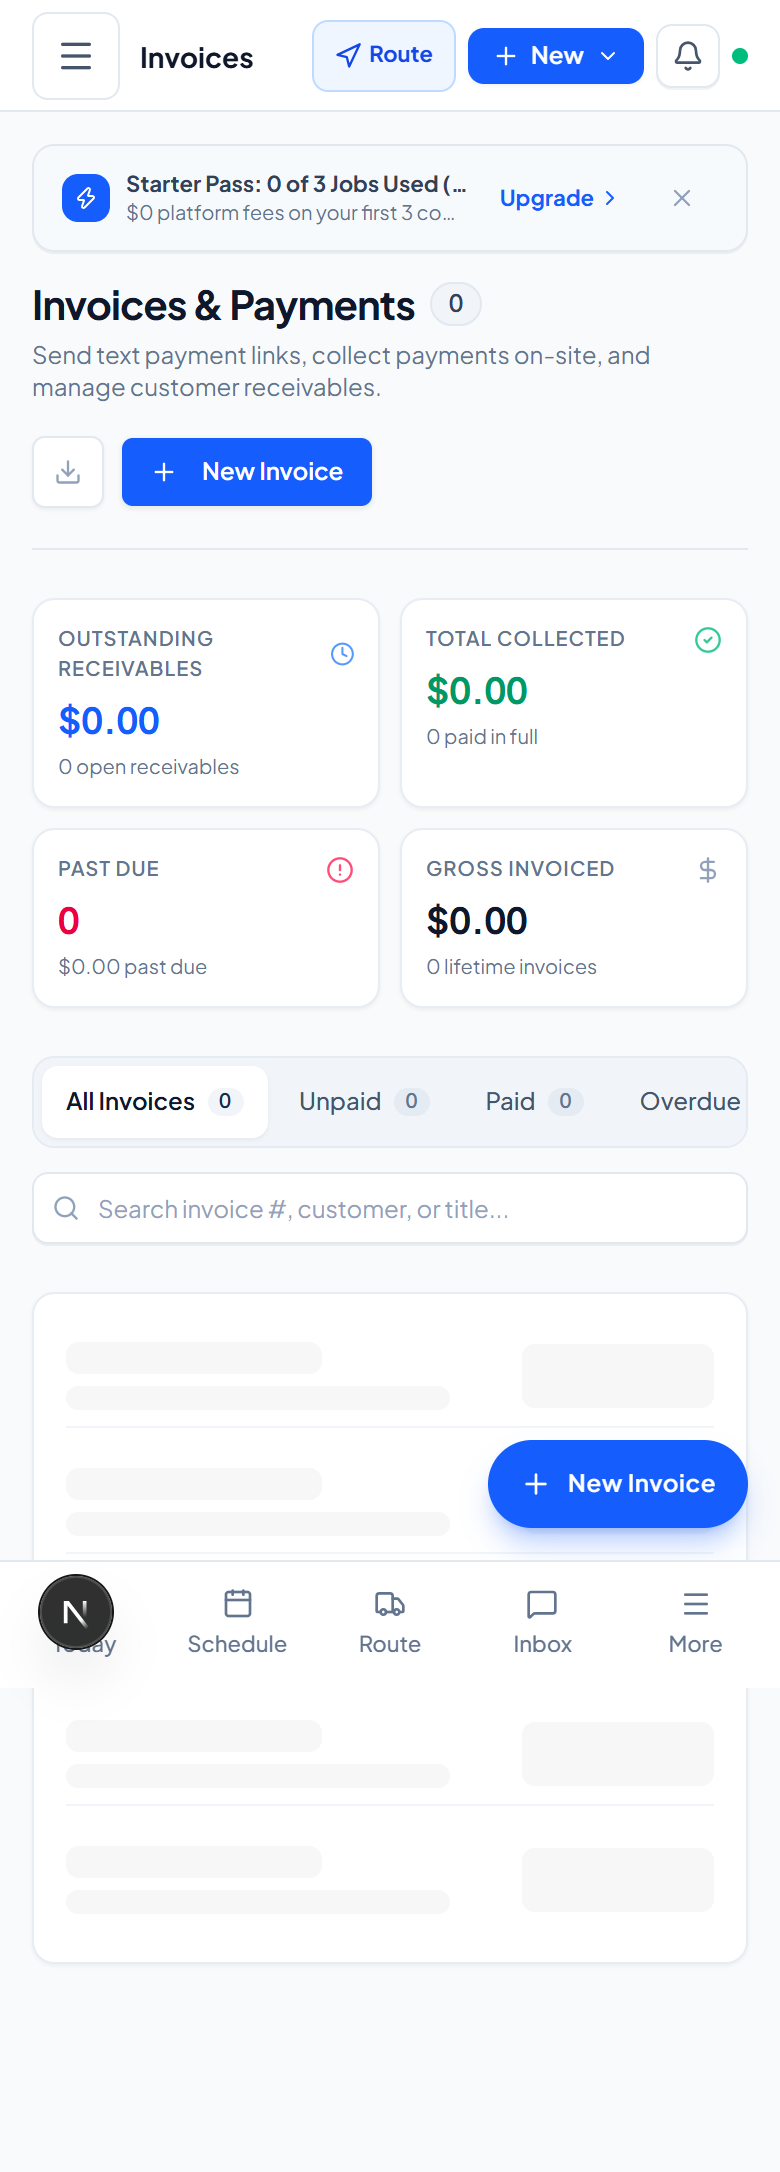 Invoices
Route
New
Starter Pass: 0 of 3 Jobs Used (...
$0 platform fees on your first 3 co...
Upgrade
Invoices & Payments 0
Send text payment links, collect payments on-site, and
manage customer receivables.
New Invoice
OUTSTANDING
RECEIVABLES
$0.00
0 open receivables
TOTAL COLLECTED
$0.00
0 paid in full
PAST DUE
0
$0.00 past due
GROSS INVOICED
$0.00
0 lifetime invoices
All Invoices 0
Unpaid 0
Paid 0
Overdue
Search invoice #, customer, or title...
New Invoice
N
Today
Schedule
Route
Inbox
More